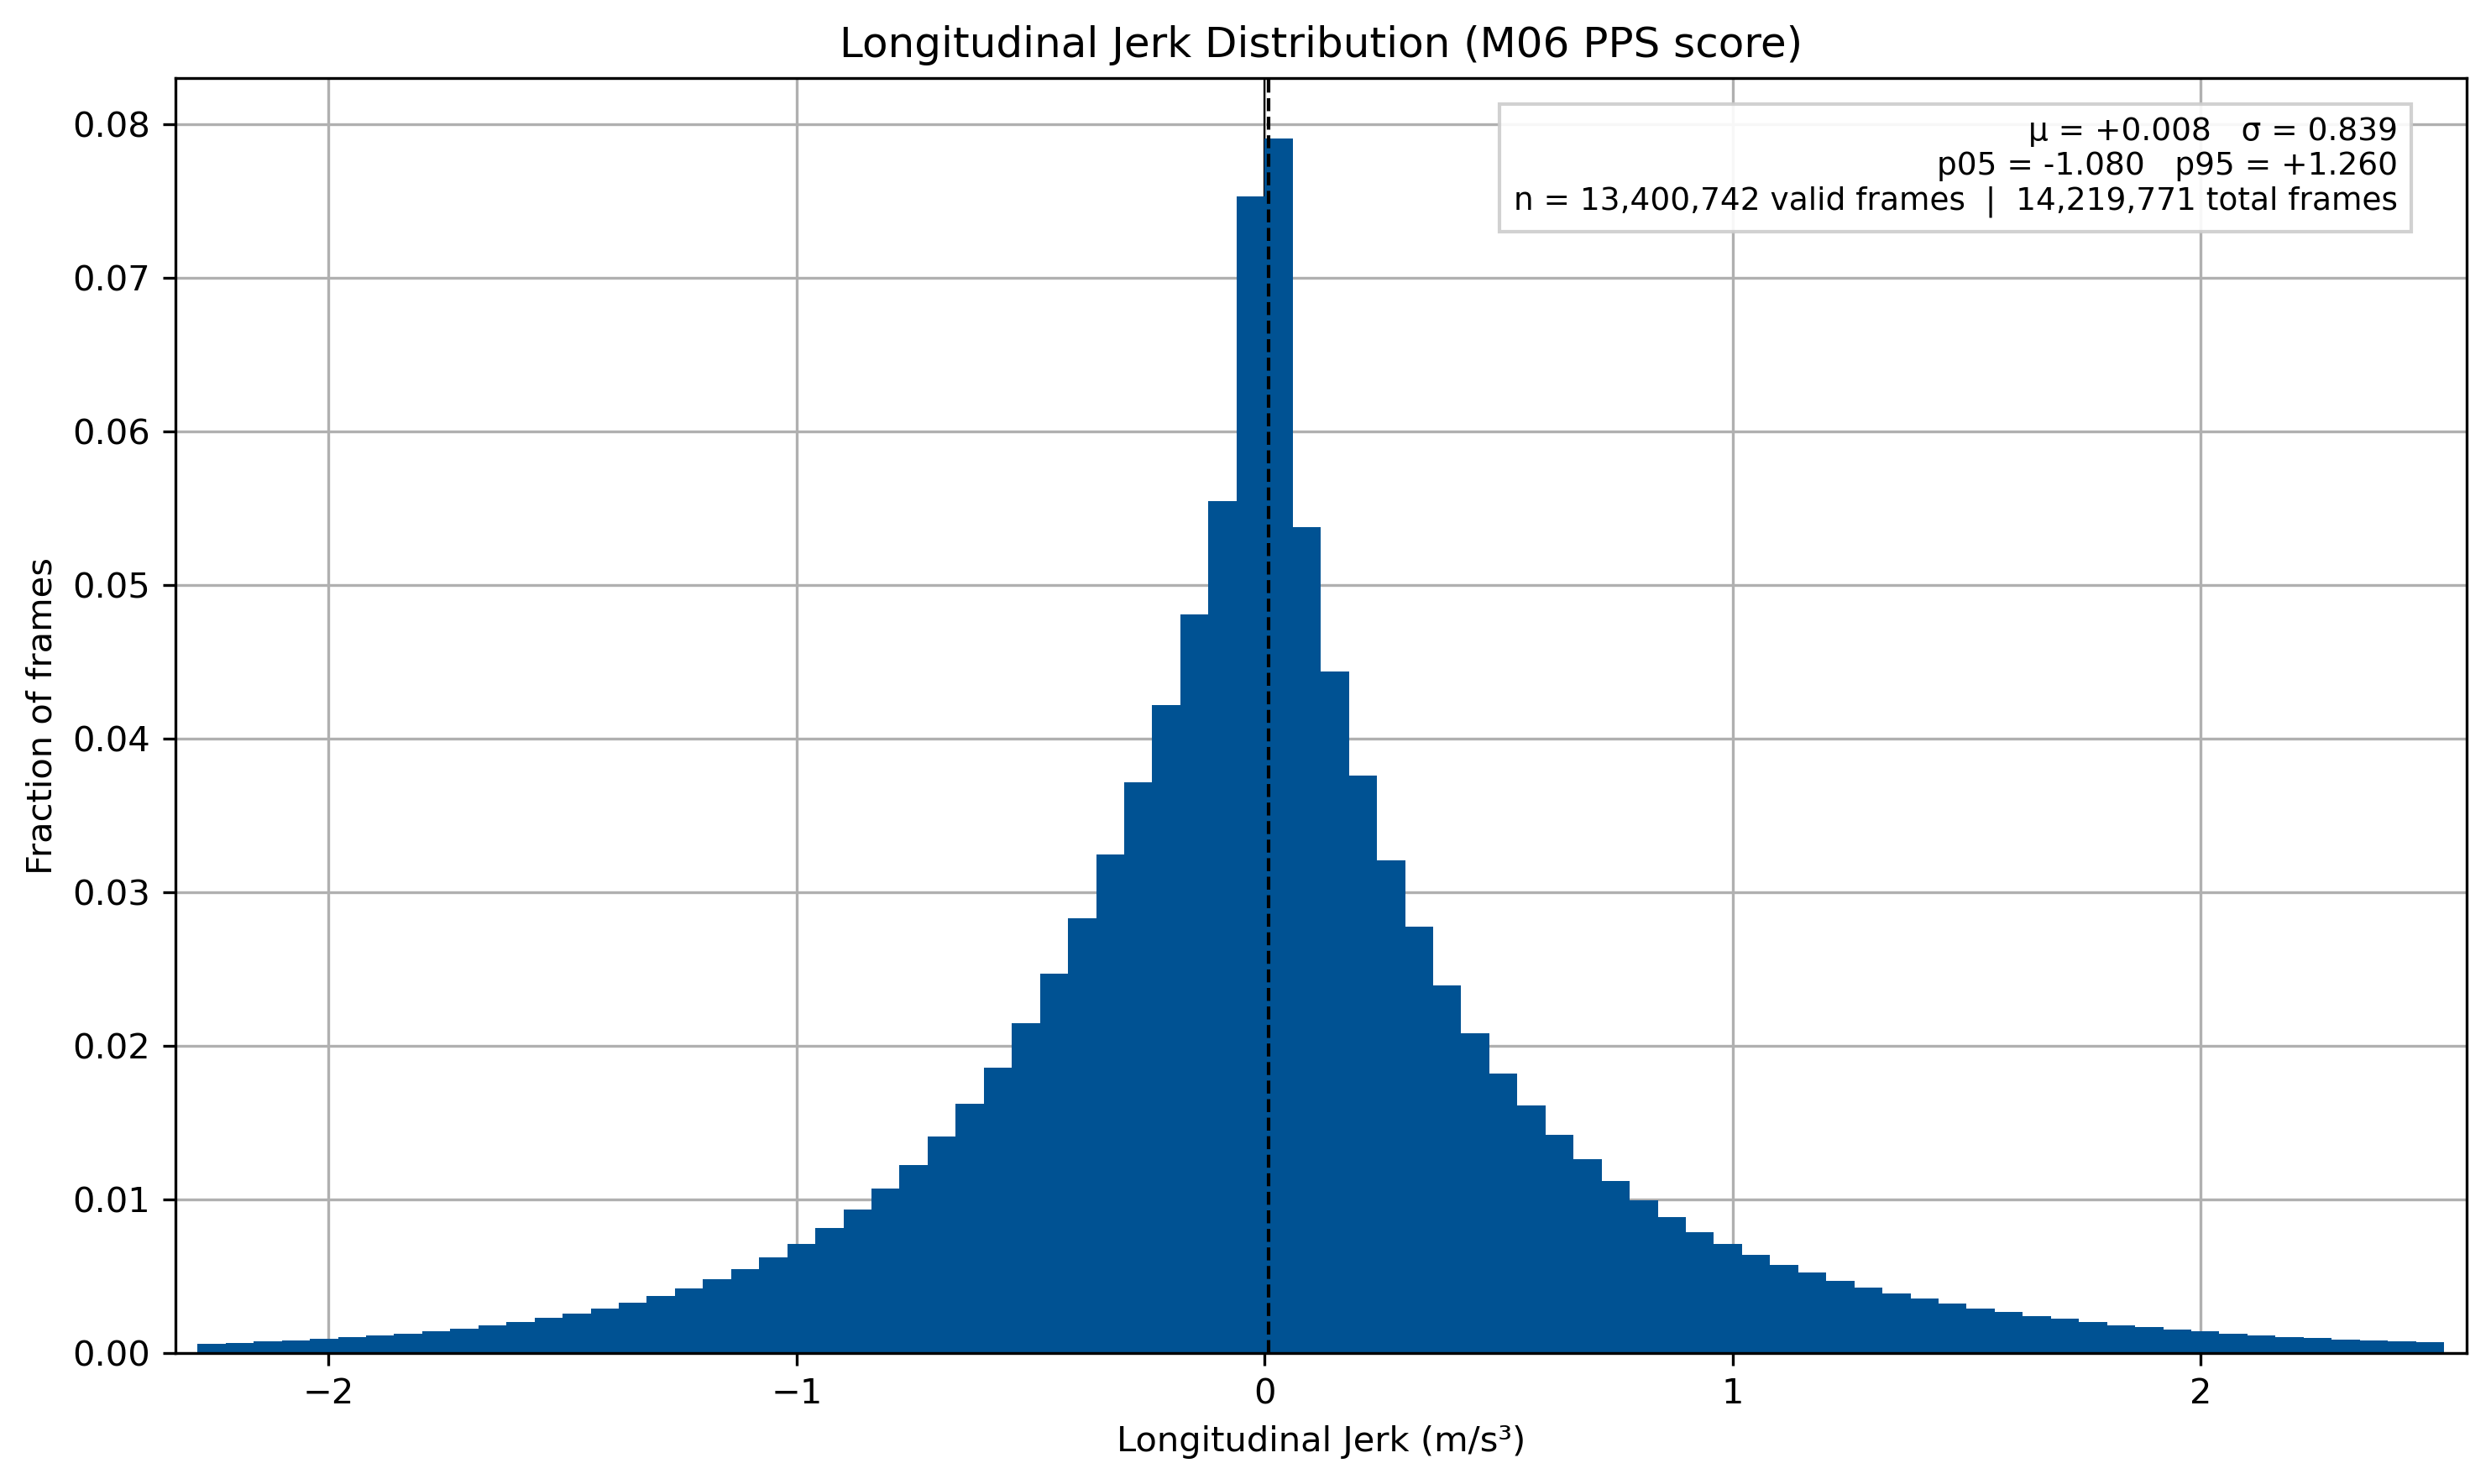 Longitudinal Jerk Distribution (M06 PPS score)
μ = +0.008   σ = 0.839
p05 = -1.080   p95 = +1.260
n = 13,400,742 valid frames  |  14,219,771 total frames
Fraction of frames
0.08
0.07
0.06
0.05
0.04
0.03
0.02
0.01
0.00
−2 −1 0 1 2
Longitudinal Jerk (m/s³)